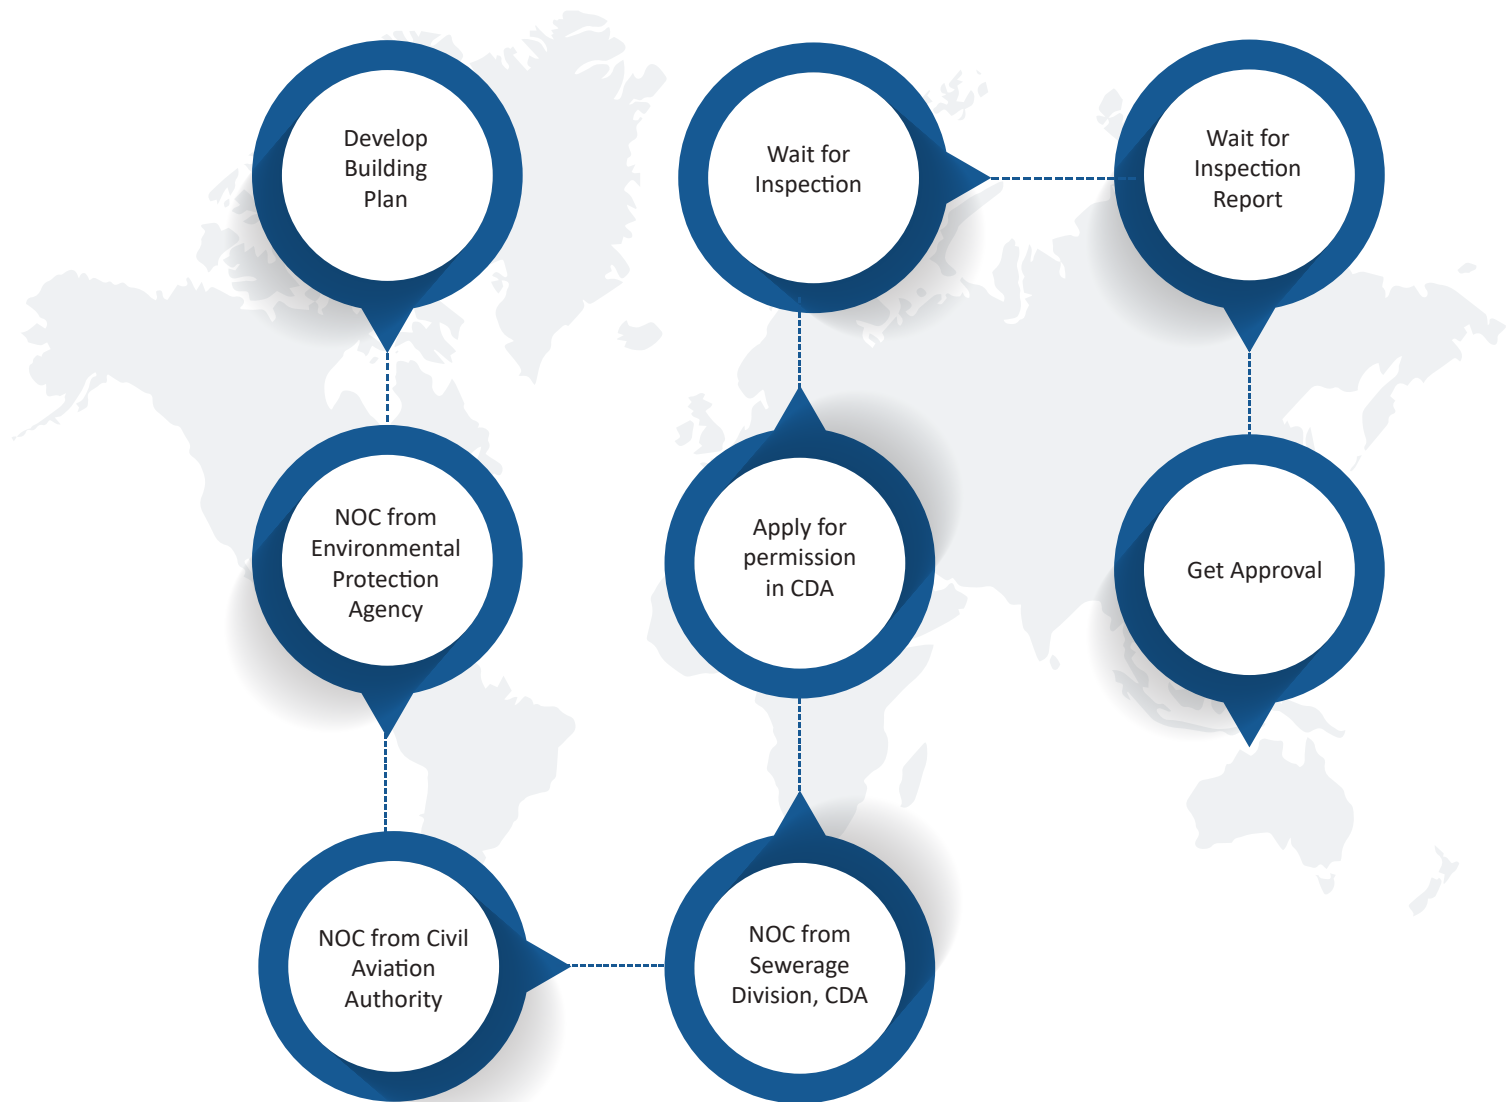 Develop
Building
Plan
NOC from
Environmental
Protection
Agency
NOC from Civil
Aviation
Authority
NOC from
Sewerage
Division, CDA
Apply for
permission
in CDA
Wait for
Inspection
Wait for
Inspection
Report
Get Approval